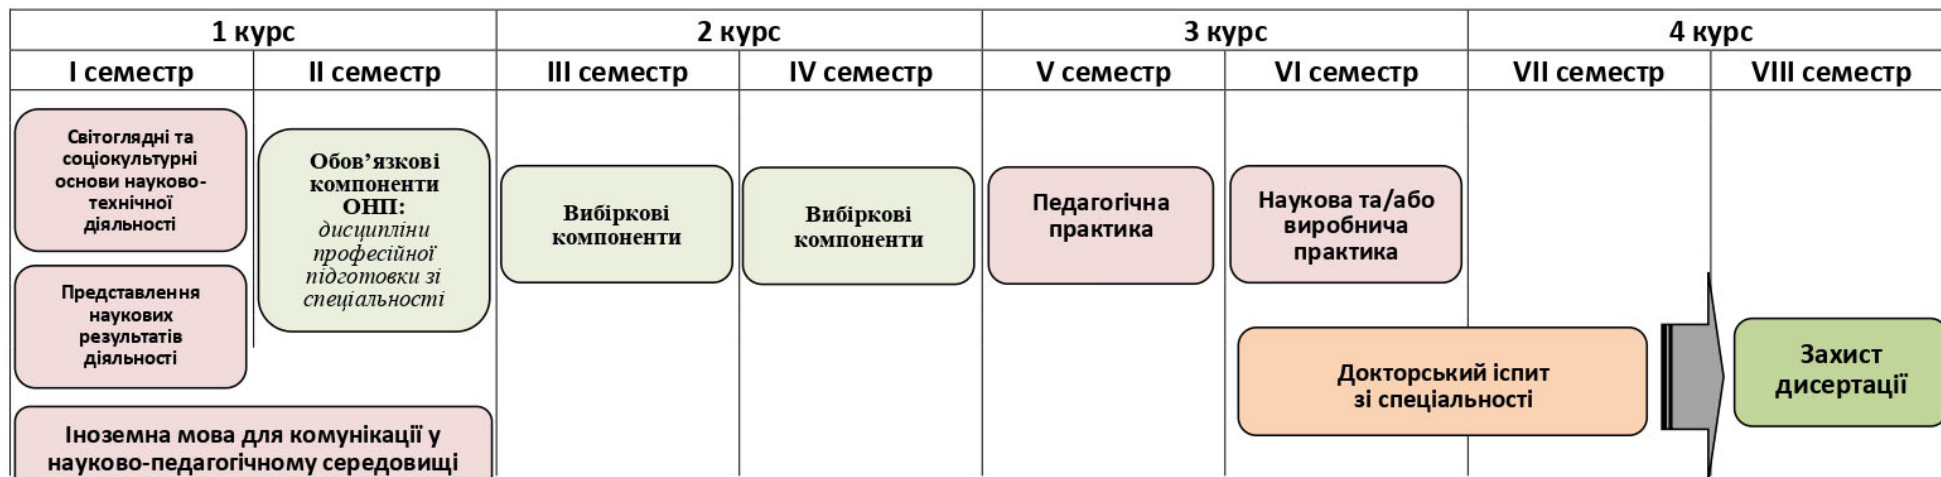 1 курс
2 курс
3 курс
4 курс
I семестр
II семестр
III семестр
IV семестр
V семестр
VI семестр
VII семестр
VIII семестр
Світоглядні та
соціокультурні
основи науково-
технічної
діяльності
Представлення
наукових
результатів
діяльності
Іноземна мова для комунікації у
науково-педагогічному середовищі
Обов’язкові
компоненти
ОНП:
дисципліни
професійної
підготовки зі
спеціальності
Вибіркові
компоненти
Вибіркові
компоненти
Педагогічна
практика
Наукова та/або
виробнича
практика
Докторський іспит
зі спеціальності
Захист
дисертації